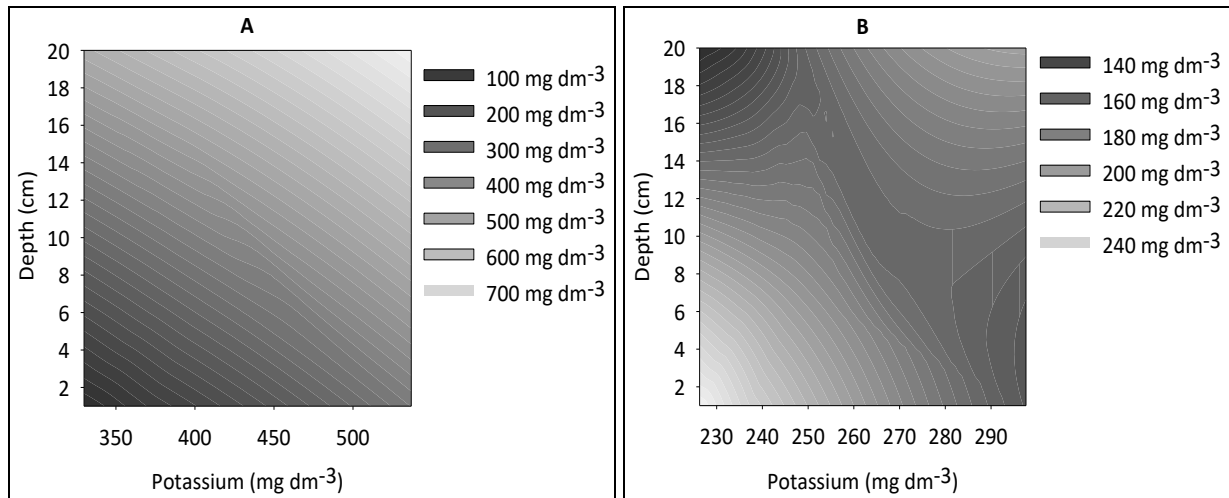 A
20
18
16
14
12
10
8
6
4
2
Depth (cm)
350 400 450 500
Potassium (mg dm-3)
100 mg dm-3
200 mg dm-3
300 mg dm-3
400 mg dm-3
500 mg dm-3
600 mg dm-3
700 mg dm-3
B
20
18
16
14
12
10
8
6
4
2
Depth (cm)
230 240 250 260 270 280 290
Potassium (mg dm-3)
140 mg dm-3
160 mg dm-3
180 mg dm-3
200 mg dm-3
220 mg dm-3
240 mg dm-3